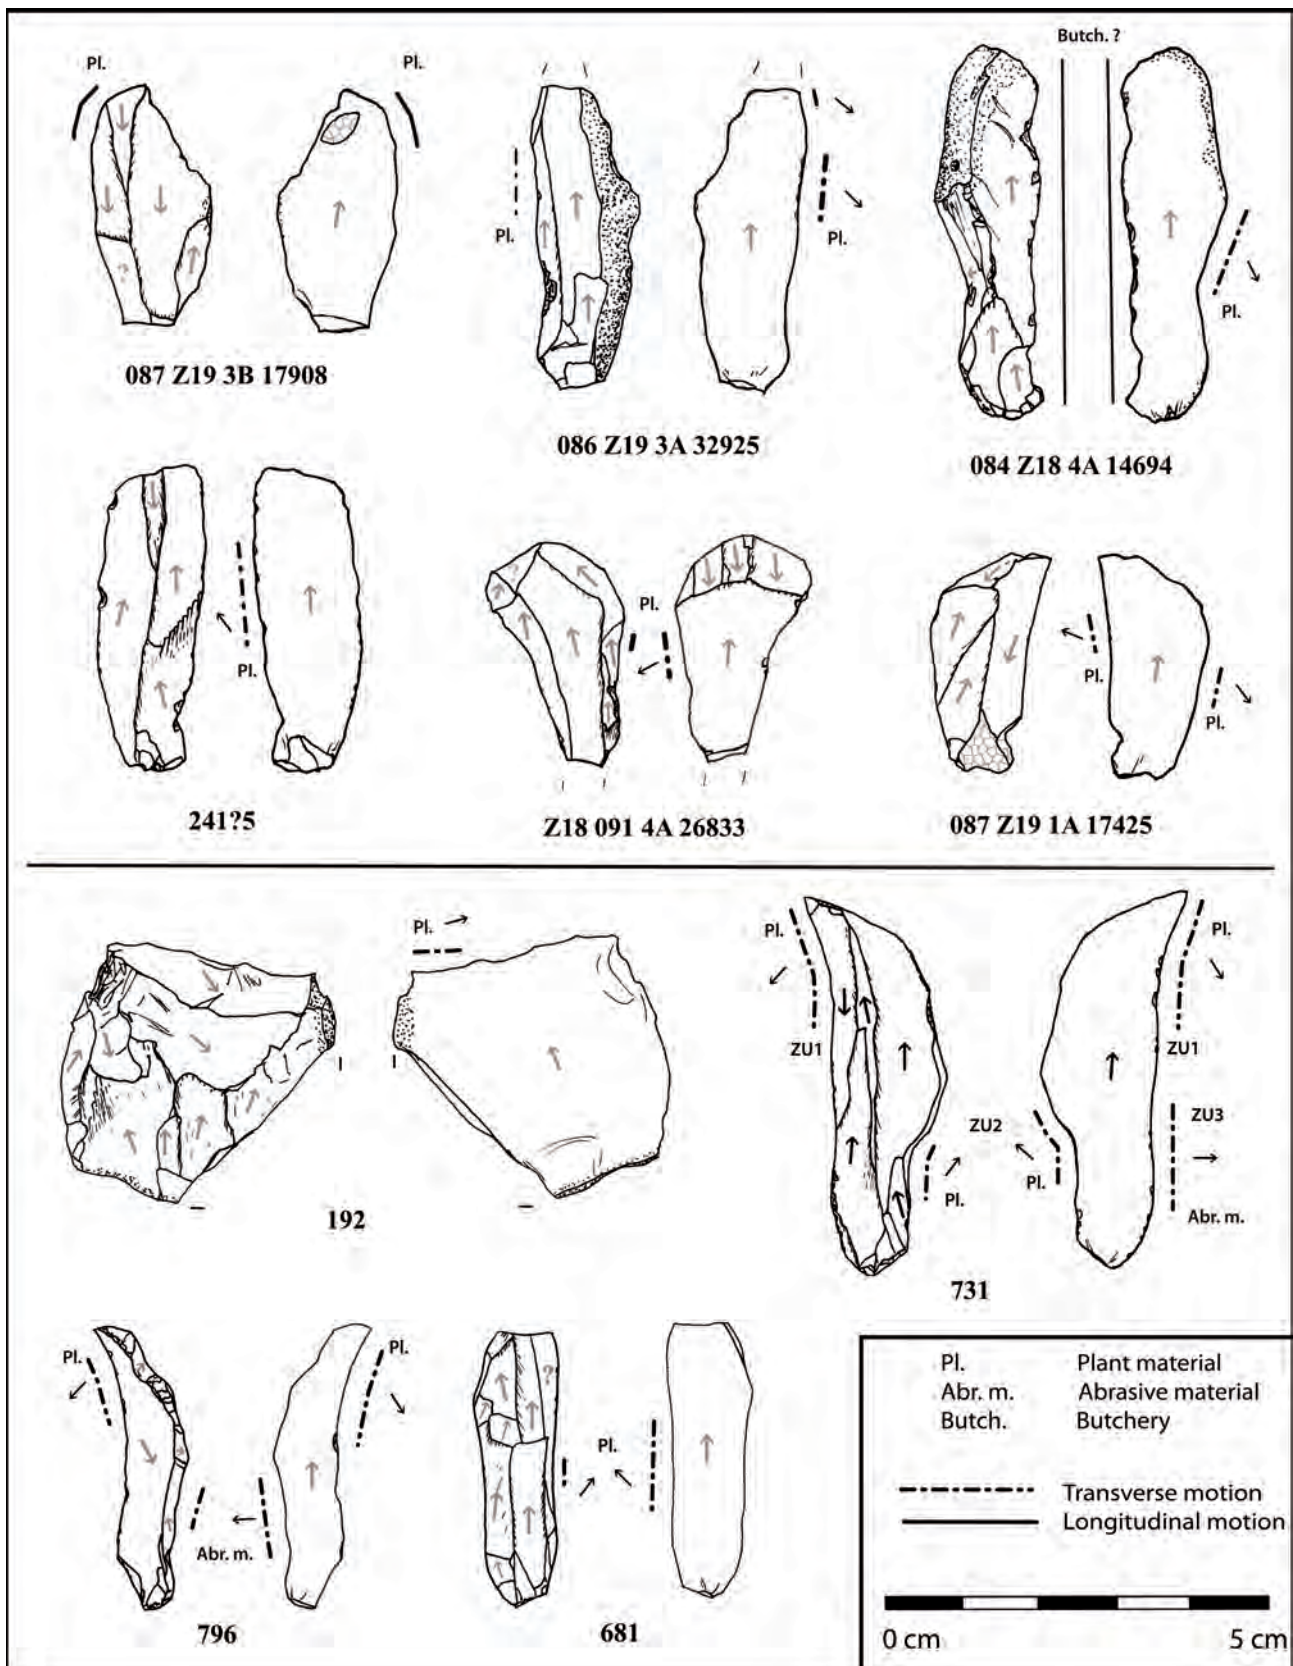 Pl.
Pl.
087 Z19 3B 17908
Pl.
Pl.
086 Z19 3A 32925
Butch. ?
Pl.
084 Z18 4A 14694
Pl.
241?5
Pl.
Z18 091 4A 26833
Pl.
Pl.
087 Z19 1A 17425
Pl.
192
Pl.
ZU1
ZU2
Pl.
Pl.
Pl.
ZU1
ZU3
Abr. m.
731
Pl.
Pl.
Abr. m.
796
?
Pl.
681
Pl. Plant material
Abr. m. Abrasive material
Butch. Butchery
Transverse motion
Longitudinal motion
0 cm 5 cm